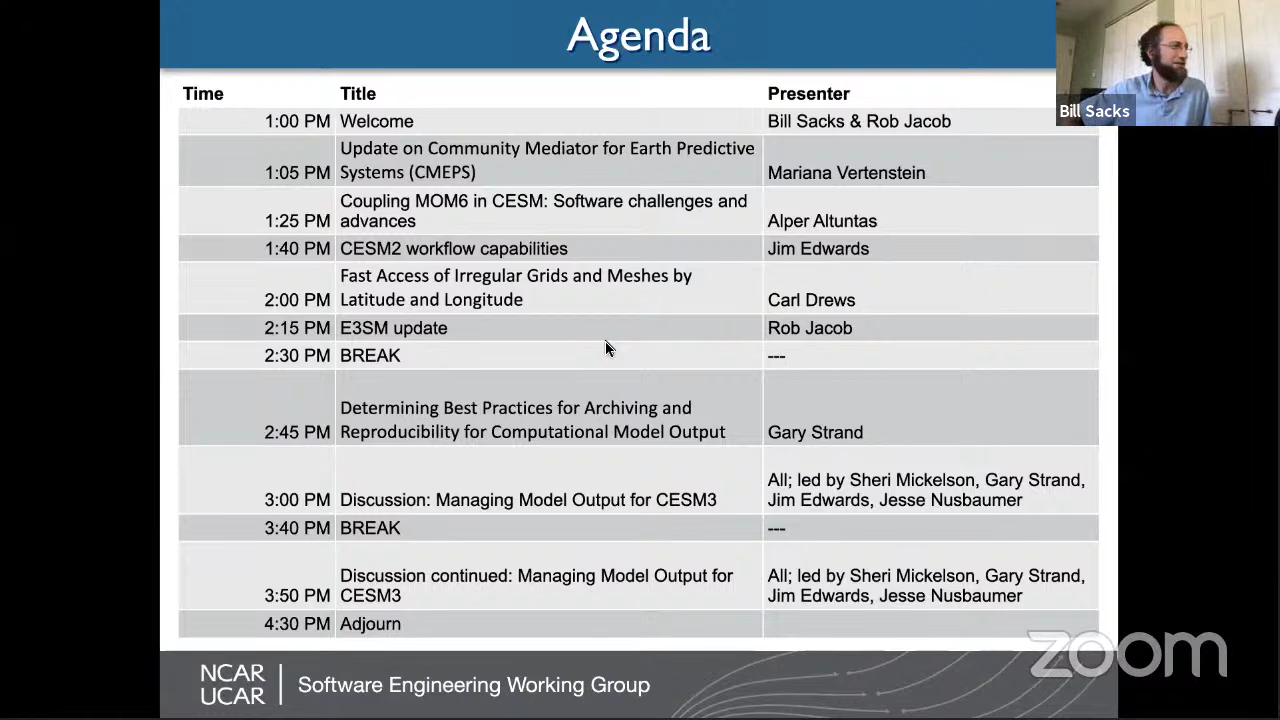 Agenda
Time Title Presenter
1:00 PM Welcome Bill Sacks & Rob Jacob
Update on Community Mediator for Earth Predictive
1:05 PM Systems (CMEPS) Mariana Vertenstein
Coupling MOM6 in CESM: Software challenges and
1:25 PM advances Alper Altuntas
1:40 PM CESM2 workflow capabilities Jim Edwards
Fast Access of Irregular Grids and Meshes by
2:00 PM Latitude and Longitude Carl Drews
2:15 PM E3SM update Rob Jacob
2:30 PM BREAK ---
Determining Best Practices for Archiving and
2:45 PM Reproducibility for Computational Model Output Gary Strand
All; led by Sheri Mickelson, Gary Strand,
3:00 PM Discussion: Managing Model Output for CESM3 Jim Edwards, Jesse Nusbaumer
3:40 PM BREAK ---
Discussion continued: Managing Model Output for All; led by Sheri Mickelson, Gary Strand,
3:50 PM CESM3 Jim Edwards, Jesse Nusbaumer
4:30 PM Adjourn
Bill Sacks
NCAR
UCAR
Software Engineering Working Group
zoom